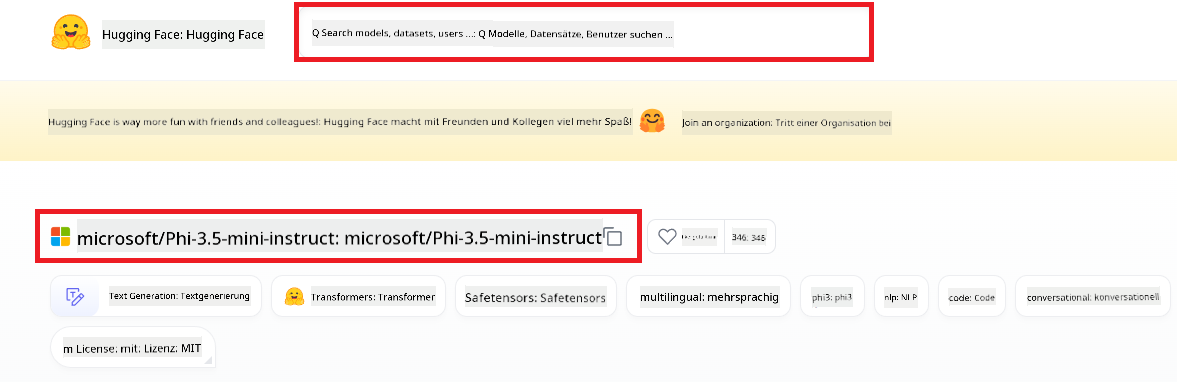 Hugging Face: Hugging Face
Q Search models, datasets, users ...: Q Modelle, Datensätze, Benutzer suchen ...
Hugging Face is way more fun with friends and colleagues!: Hugging Face macht mit Freunden und Kollegen viel mehr Spaß!
Join an organization: Tritt einer Organisation bei
microsoft/Phi-3.5-mini-instruct: microsoft/Phi-3.5-mini-instruct
346: 346
Text Generation: Textgenerierung
Transformers: Transformer
Safetensors: Safetensors
multilingual: mehrsprachig
phi3: phi3
nlp: NLP
code: Code
conversational: konversationell
m License: mit: Lizenz: MIT